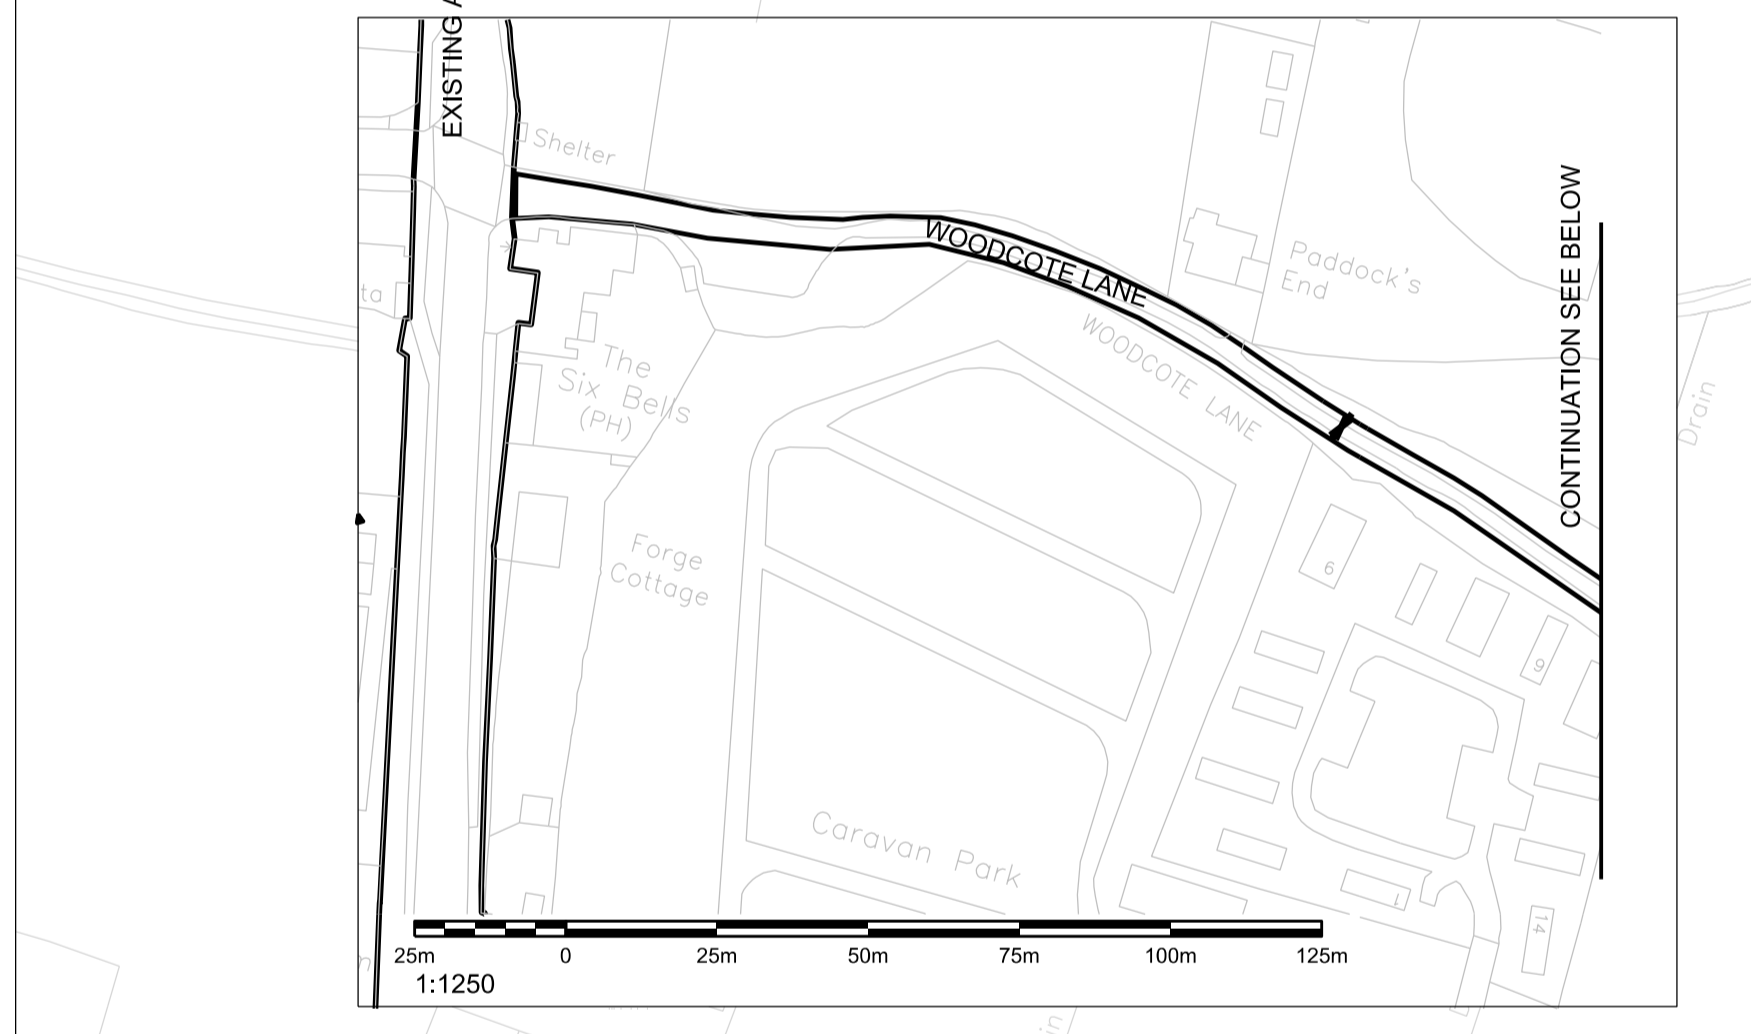 EXISTING A
Shelter
WOODCOTE LANE
Paddock's
End
CONTINUATION SEE BELOW
ta
WOODCOTE LANE
The
Six Bells
(PH)
Drain
Forge
Cottage
6
9
Caravan Park
1
14
25m 0 25m 50m 75m 100m 125m
1:1250